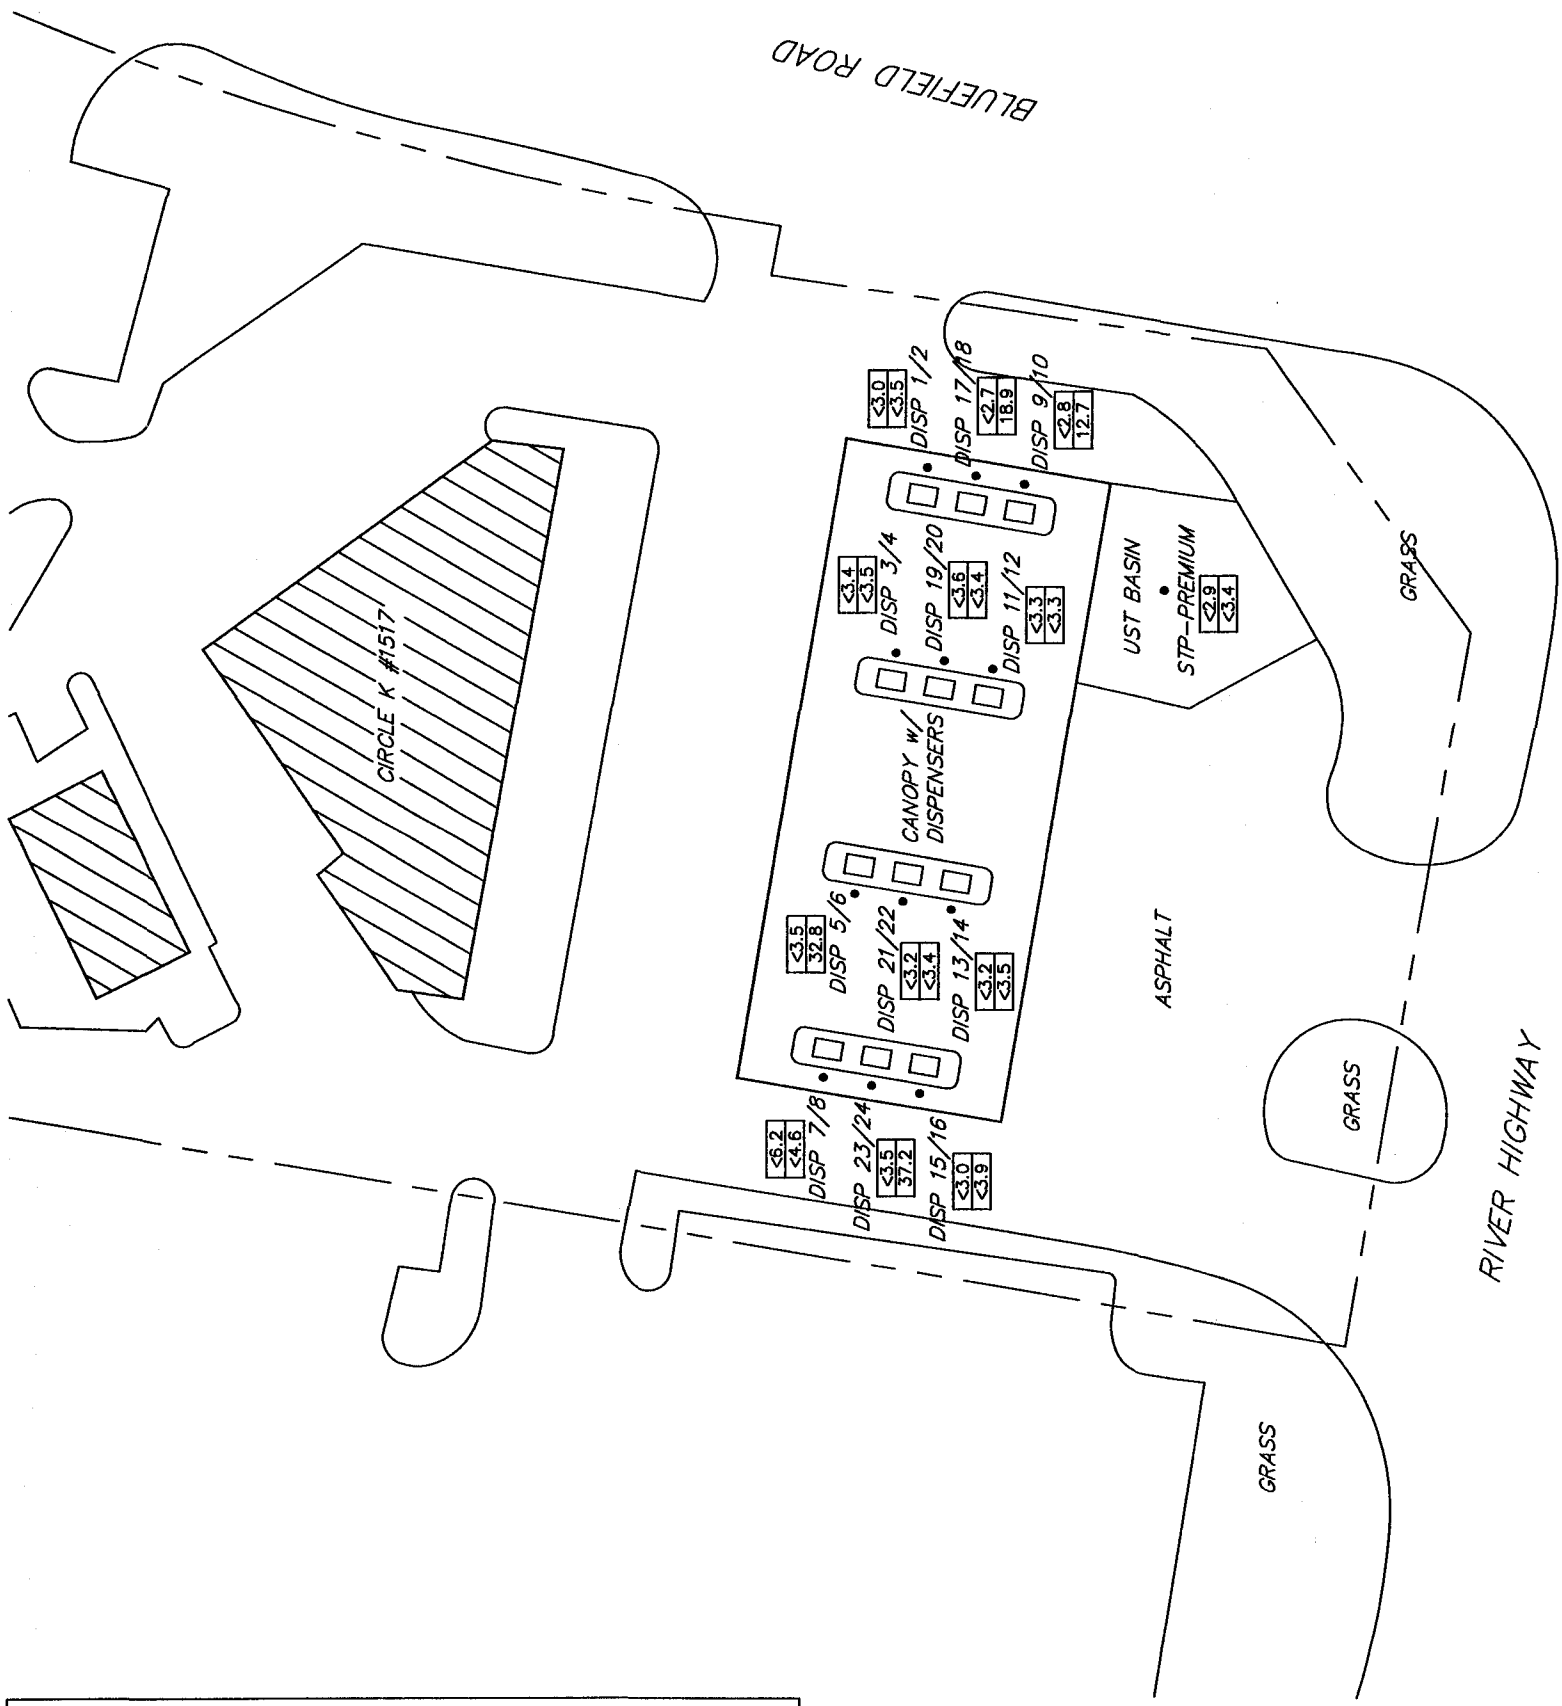 BLUEFIELD ROAD
CIRCLE K #1517
<3.0
<3.5
DISP 1/2
DISP 17/18
<2.7
18.9
DISP 9/10
<2.8
12.7
<3.4
<3.5
DISP 3/4
DISP 19/20
<3.6
<3.4
DISP 11/12
<3.3
<3.3
UST BASIN
STP-PREMIUM
<2.9
<3.4
GRASS
CANOPY w/
DISPENSERS
<3.5
32.8
DISP 5/6
DISP 21/22
<3.2
<3.4
DISP 13/14
<3.2
<3.5
ASPHALT
<6.2
<4.6
DISP 7/8
DISP 23/24
<3.5
37.2
DISP 15/16
<3.0
<3.9
GRASS
RIVER HIGHWAY
GRASS